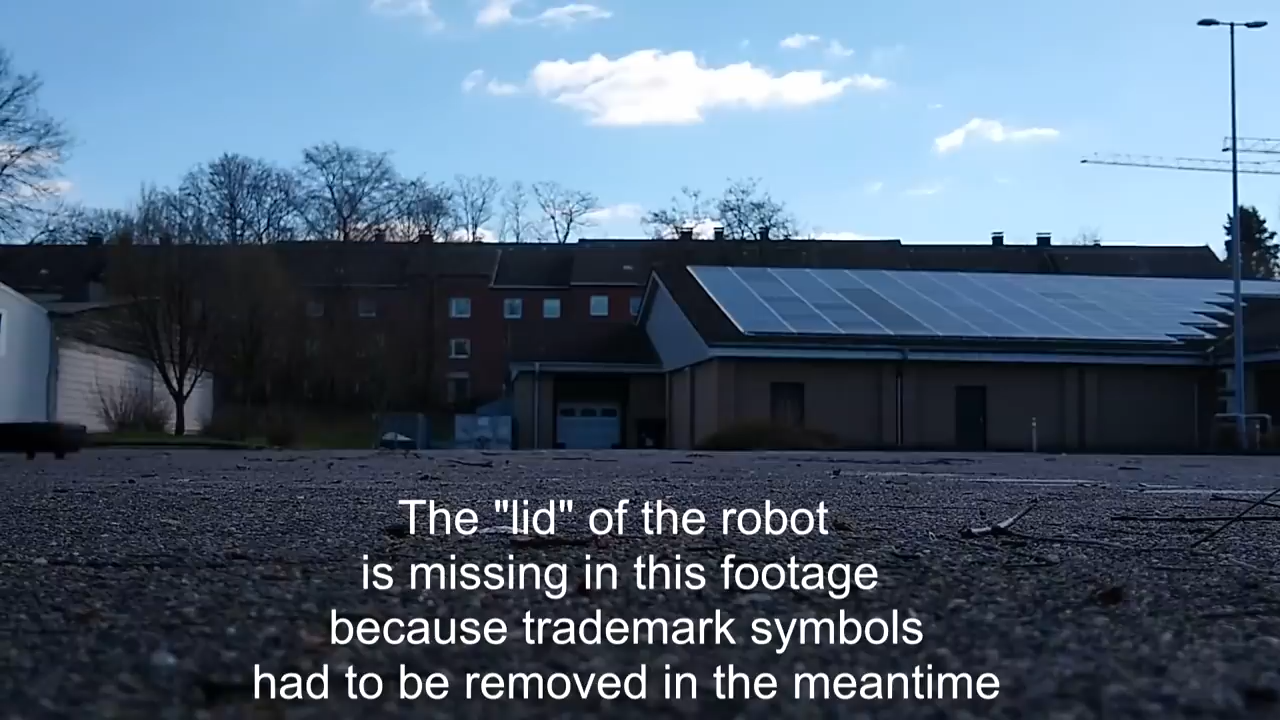 The "lid" of the robot
is missing in this footage
because trademark symbols
had to be removed in the meantime